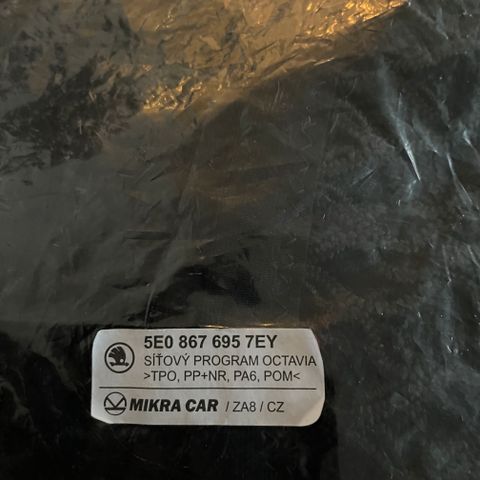 5E0 867 695 7EY
SÍŤOVÝ PROGRAM OCTAVIA
>TPO, PP+NR, PA6, POM<
MIKRA CAR / ZA8 / CZ